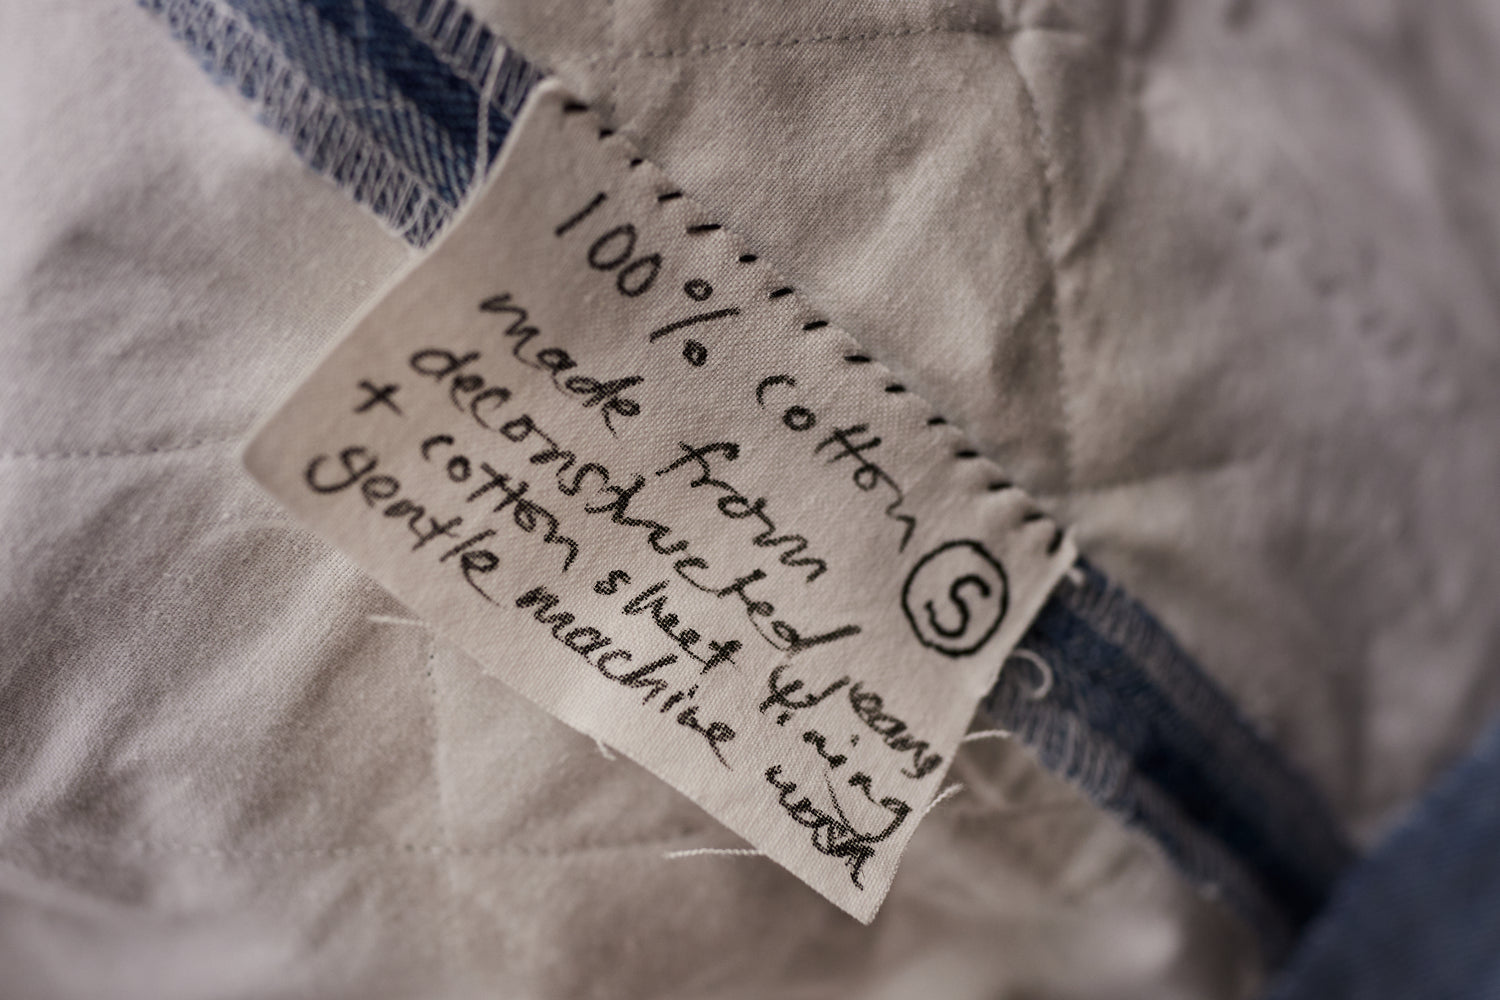 100% cotton Ⓢ
made from
deconstructed jeans
+ cotton sheet lining
gentle machine wash